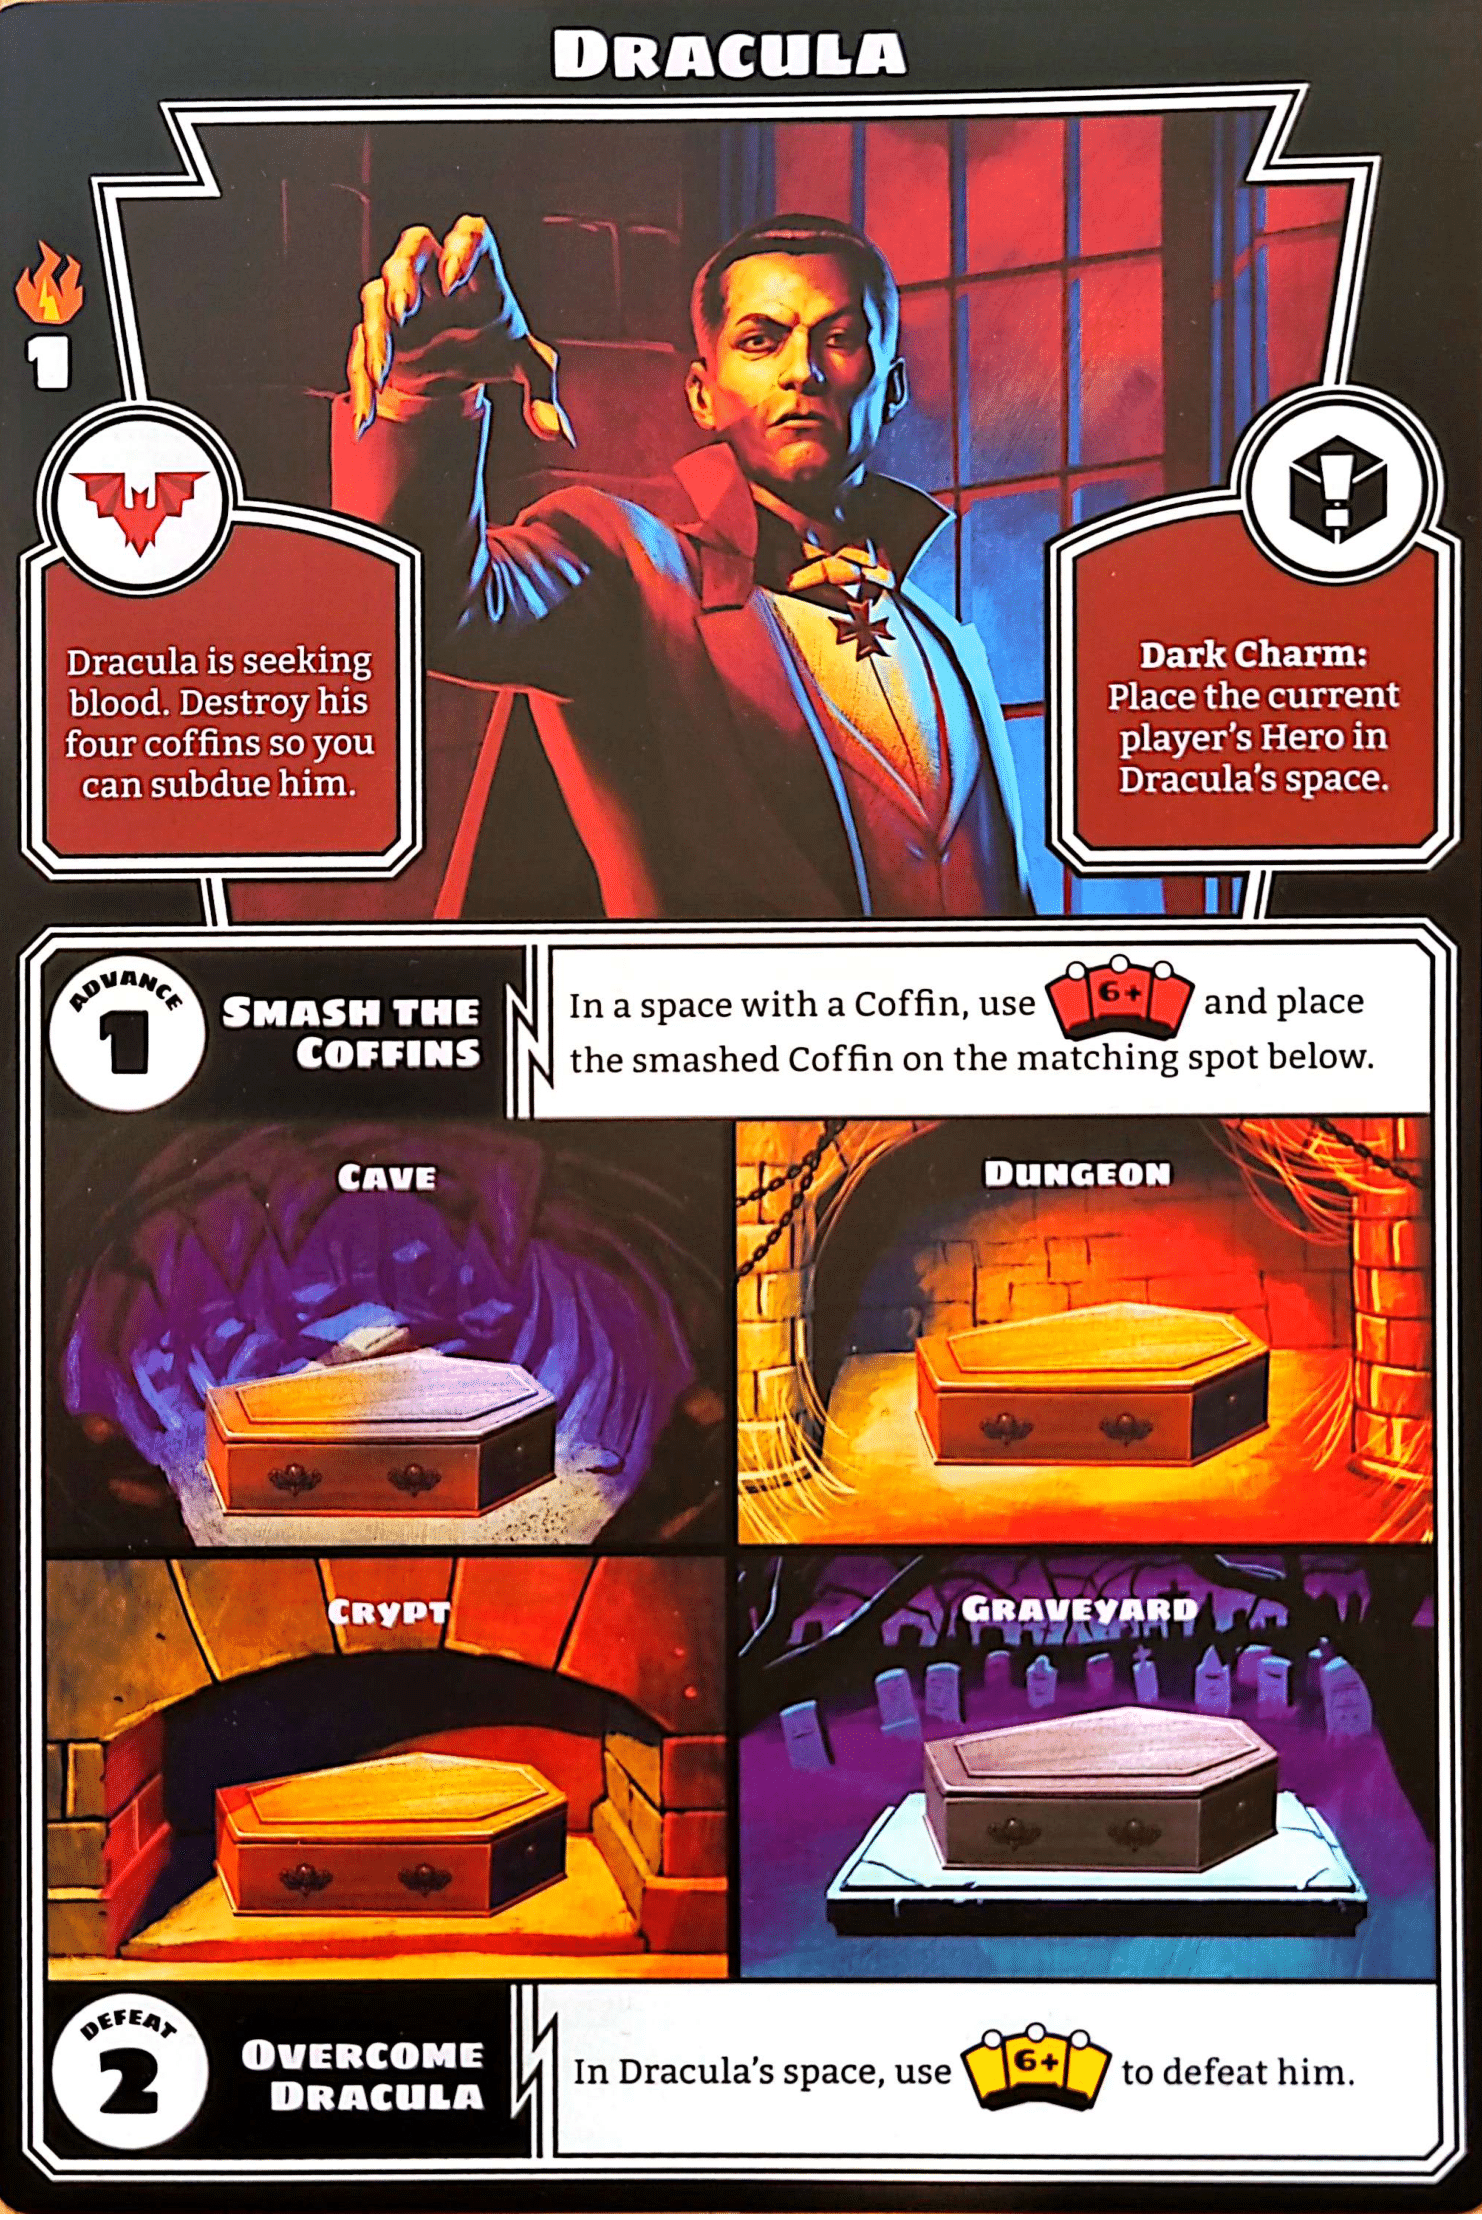 DRACULA
1
Dracula is seeking
blood. Destroy his
four coffins so you
can subdue him.
Dark Charm:
Place the current
player's Hero in
Dracula's space.
ADVANCE
1
SMASH THE
COFFINS
In a space with a Coffin, use 6+ and place
the smashed Coffin on the matching spot below.
CAVE
DUNGEON
CRYPT
GRAVEYARD
DEFEAT
2
OVERCOME
DRACULA
In Dracula's space, use 6+ to defeat him.